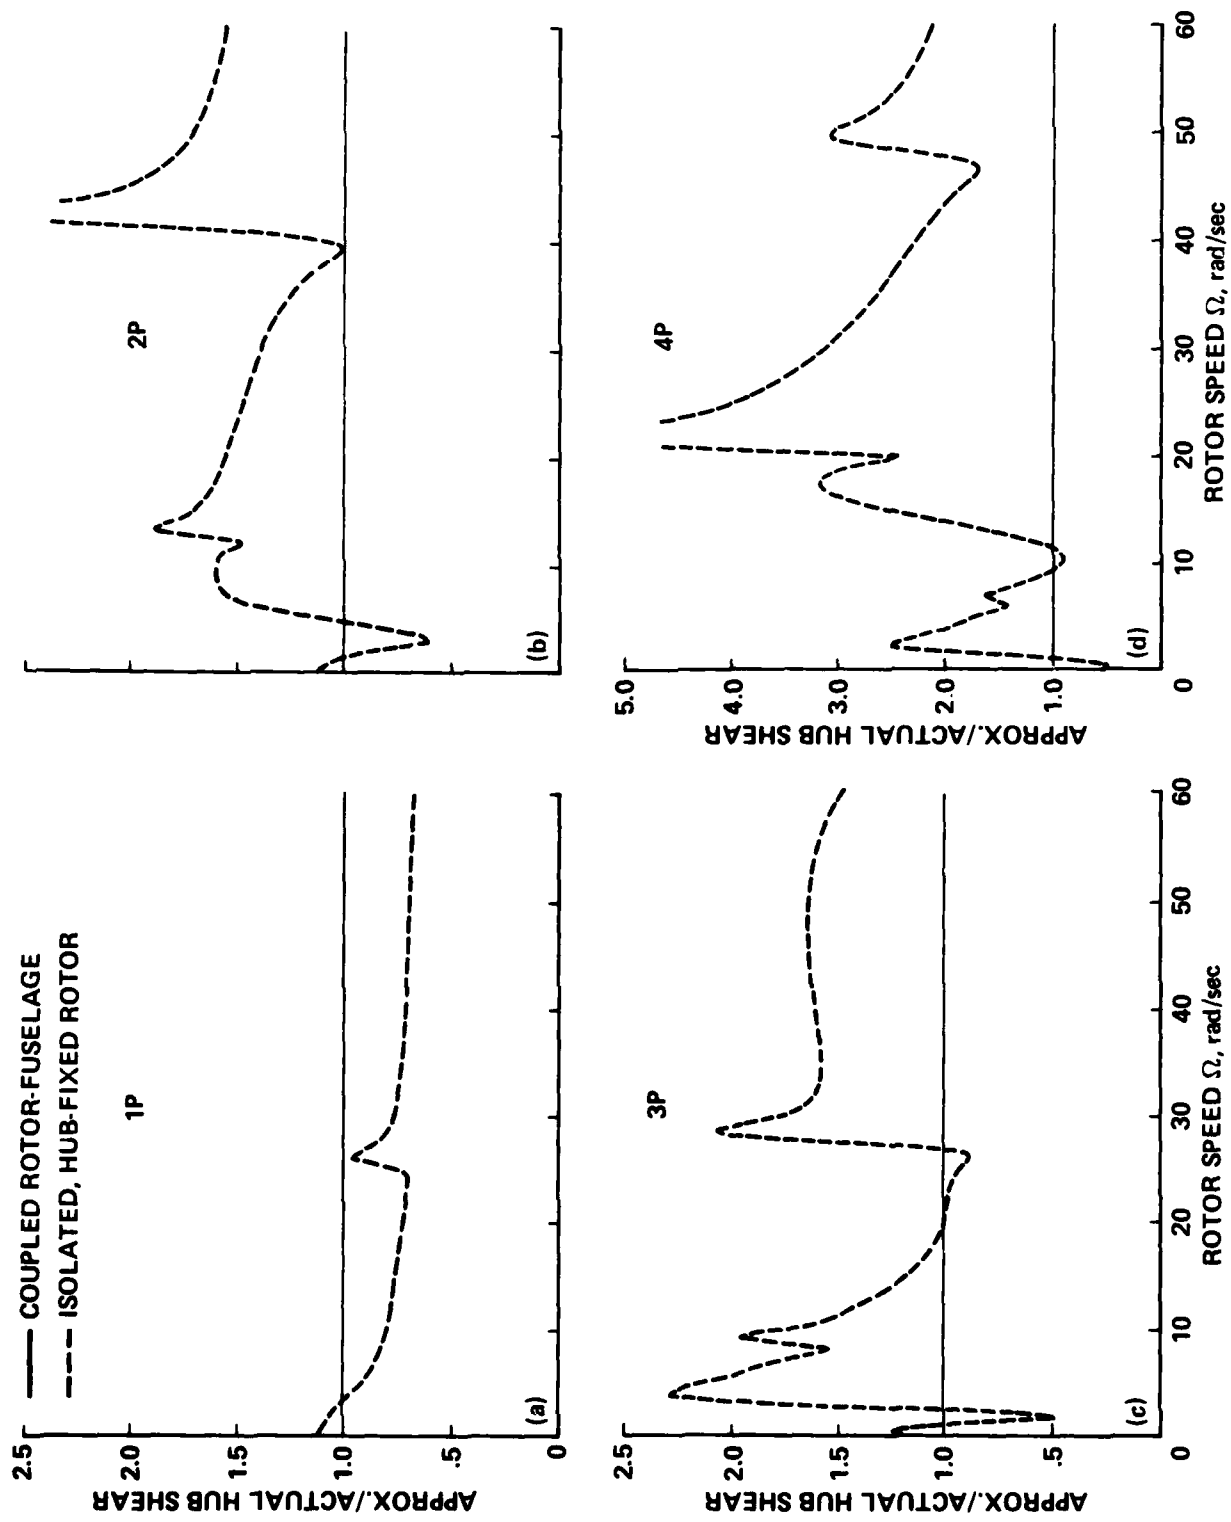 COUPLED ROTOR-FUSELAGE
ISOLATED, HUB-FIXED ROTOR
APPROX./ACTUAL HUB SHEAR
2.5
2.0
1.5
1.0
.5
1P
(a)
2P
(b)
APPROX./ACTUAL HUB SHEAR
2.5
2.0
1.5
1.0
.5
3P
(c)
0
10
20
30
40
50
60
ROTOR SPEED Ω, rad/sec
APPROX./ACTUAL HUB SHEAR
5.0
4.0
3.0
2.0
1.0
4P
(d)
0
10
20
30
40
50
60
ROTOR SPEED Ω, rad/sec